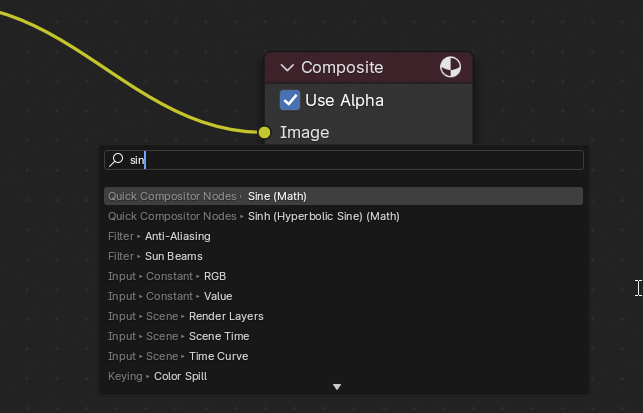 Composite
Use Alpha
Image
sin
Quick Compositor Nodes ▸ Sine (Math)
Quick Compositor Nodes ▸ Sinh (Hyperbolic Sine) (Math)
Filter ▸ Anti-Aliasing
Filter ▸ Sun Beams
Input ▸ Constant ▸ RGB
Input ▸ Constant ▸ Value
Input ▸ Scene ▸ Render Layers
Input ▸ Scene ▸ Scene Time
Input ▸ Scene ▸ Time Curve
Keying ▸ Color Spill